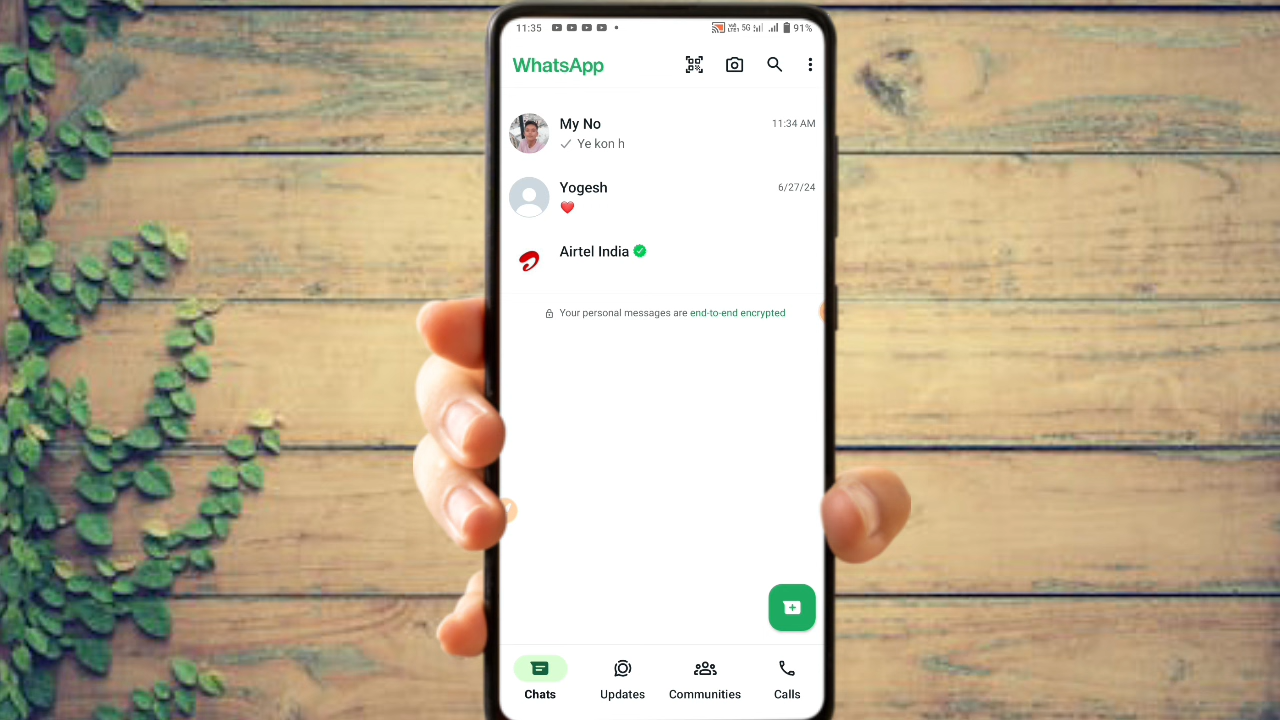 11:35 5G 91%
WhatsApp
My No 11:34 AM
Ye kon h
Yogesh 6/27/24
Airtel India
Your personal messages are end-to-end encrypted
Chats Updates Communities Calls